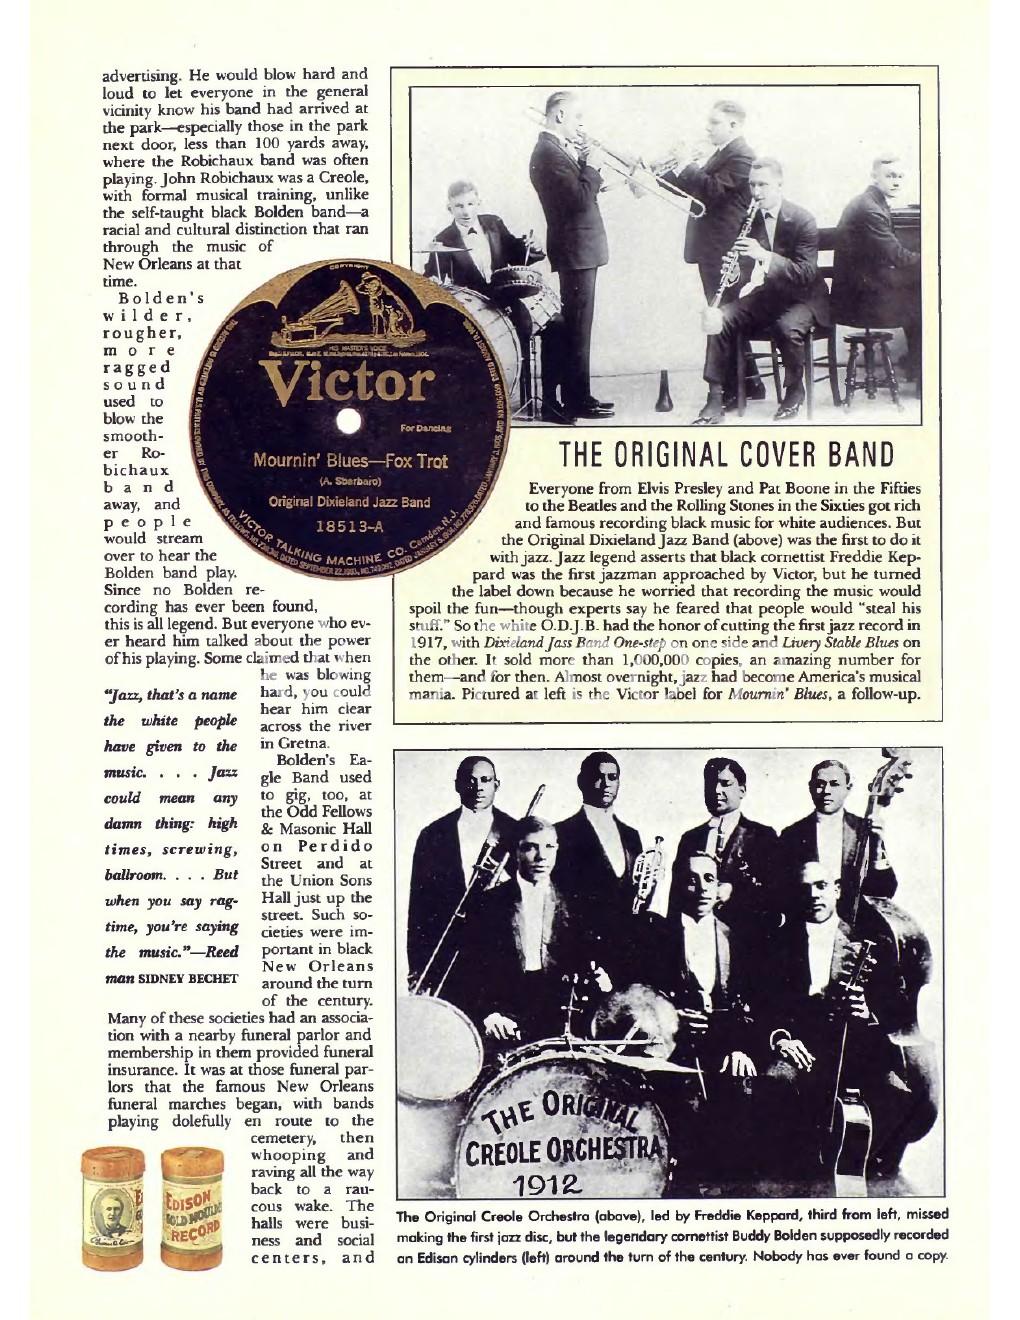 advertising. He would blow hard and
loud to let everyone in the general
vicinity know his band had arrived at
the park—especially those in the park
next door, less than 100 yards away,
where the Robichaux band was often
playing. John Robichaux was a Creole,
with formal musical training, unlike
the self-taught black Bolden band—a
racial and cultural distinction that ran
through the music of
New Orleans at that
time.
Bolden's
wilder,
rougher,
more
ragged
sound
used to
blow the
smooth-
er Ro-
bichaux
band
away, and
people
would stream
over to hear the
Bolden band play.
Since no Bolden re-
cording has ever been found,
this is all legend. But everyone who ev-
er heard him talked about the power
of his playing. Some claimed that when
he was blowing
hard, you could
hear him clear
across the river
in Gretna.
Bolden's Ea-
gle Band used
to gig, too, at
the Odd Fellows
& Masonic Hall
on Perdido
Street and at
the Union Sons
Hall just up the
street. Such so-
cieties were im-
portant in black
New Orleans
around the turn
of the century.
Many of these societies had an associa-
tion with a nearby funeral parlor and
membership in them provided funeral
insurance. It was at those funeral par-
lors that the famous New Orleans
funeral marches began, with bands
playing dolefully en route to the
cemetery, then
whooping and
raving all the way
back to a rau-
cous wake. The
halls were busi-
ness and social
centers, and
"Jazz, that's a name
the white people
have given to the
music. . . . Jazz
could mean any
damn thing: high
times, screwing,
ballroom. . . . But
when you say rag-
time, you're saying
the music."—Reed
man SIDNEY BECHET
COPYRIGHT
HIS MASTER'S VOICE
Victor
For Dancing
Mournin' Blues—Fox Trot
(A. Sbarbaro)
Original Dixieland Jazz Band
18513-A
VICTOR TALKING MACHINE CO. Camden, N.J.
THE ORIGINAL COVER BAND
Everyone from Elvis Presley and Pat Boone in the Fifties
to the Beatles and the Rolling Stones in the Sixties got rich
and famous recording black music for white audiences. But
the Original Dixieland Jazz Band (above) was the first to do it
with jazz. Jazz legend asserts that black cornettist Freddie Kep-
pard was the first jazzman approached by Victor, but he turned
the label down because he worried that recording the music would
spoil the fun—though experts say he feared that people would "steal his
stuff." So the white O.D.J.B. had the honor of cutting the first jazz record in
1917, with Dixieland Jass Band One-step on one side and Livery Stable Blues on
the other. It sold more than 1,000,000 copies, an amazing number for
them—and for then. Almost overnight, jazz had become America's musical
mania. Pictured at left is the Victor label for Mournin' Blues, a follow-up.
THE ORIGINAL
CREOLE ORCHESTRA
1912
The Original Creole Orchestra (above), led by Freddie Keppard, third from left, missed
making the first jazz disc, but the legendary cornettist Buddy Bolden supposedly recorded
on Edison cylinders (left) around the turn of the century. Nobody has ever found a copy.
EDISON
GOLD MOULDED
RECORD